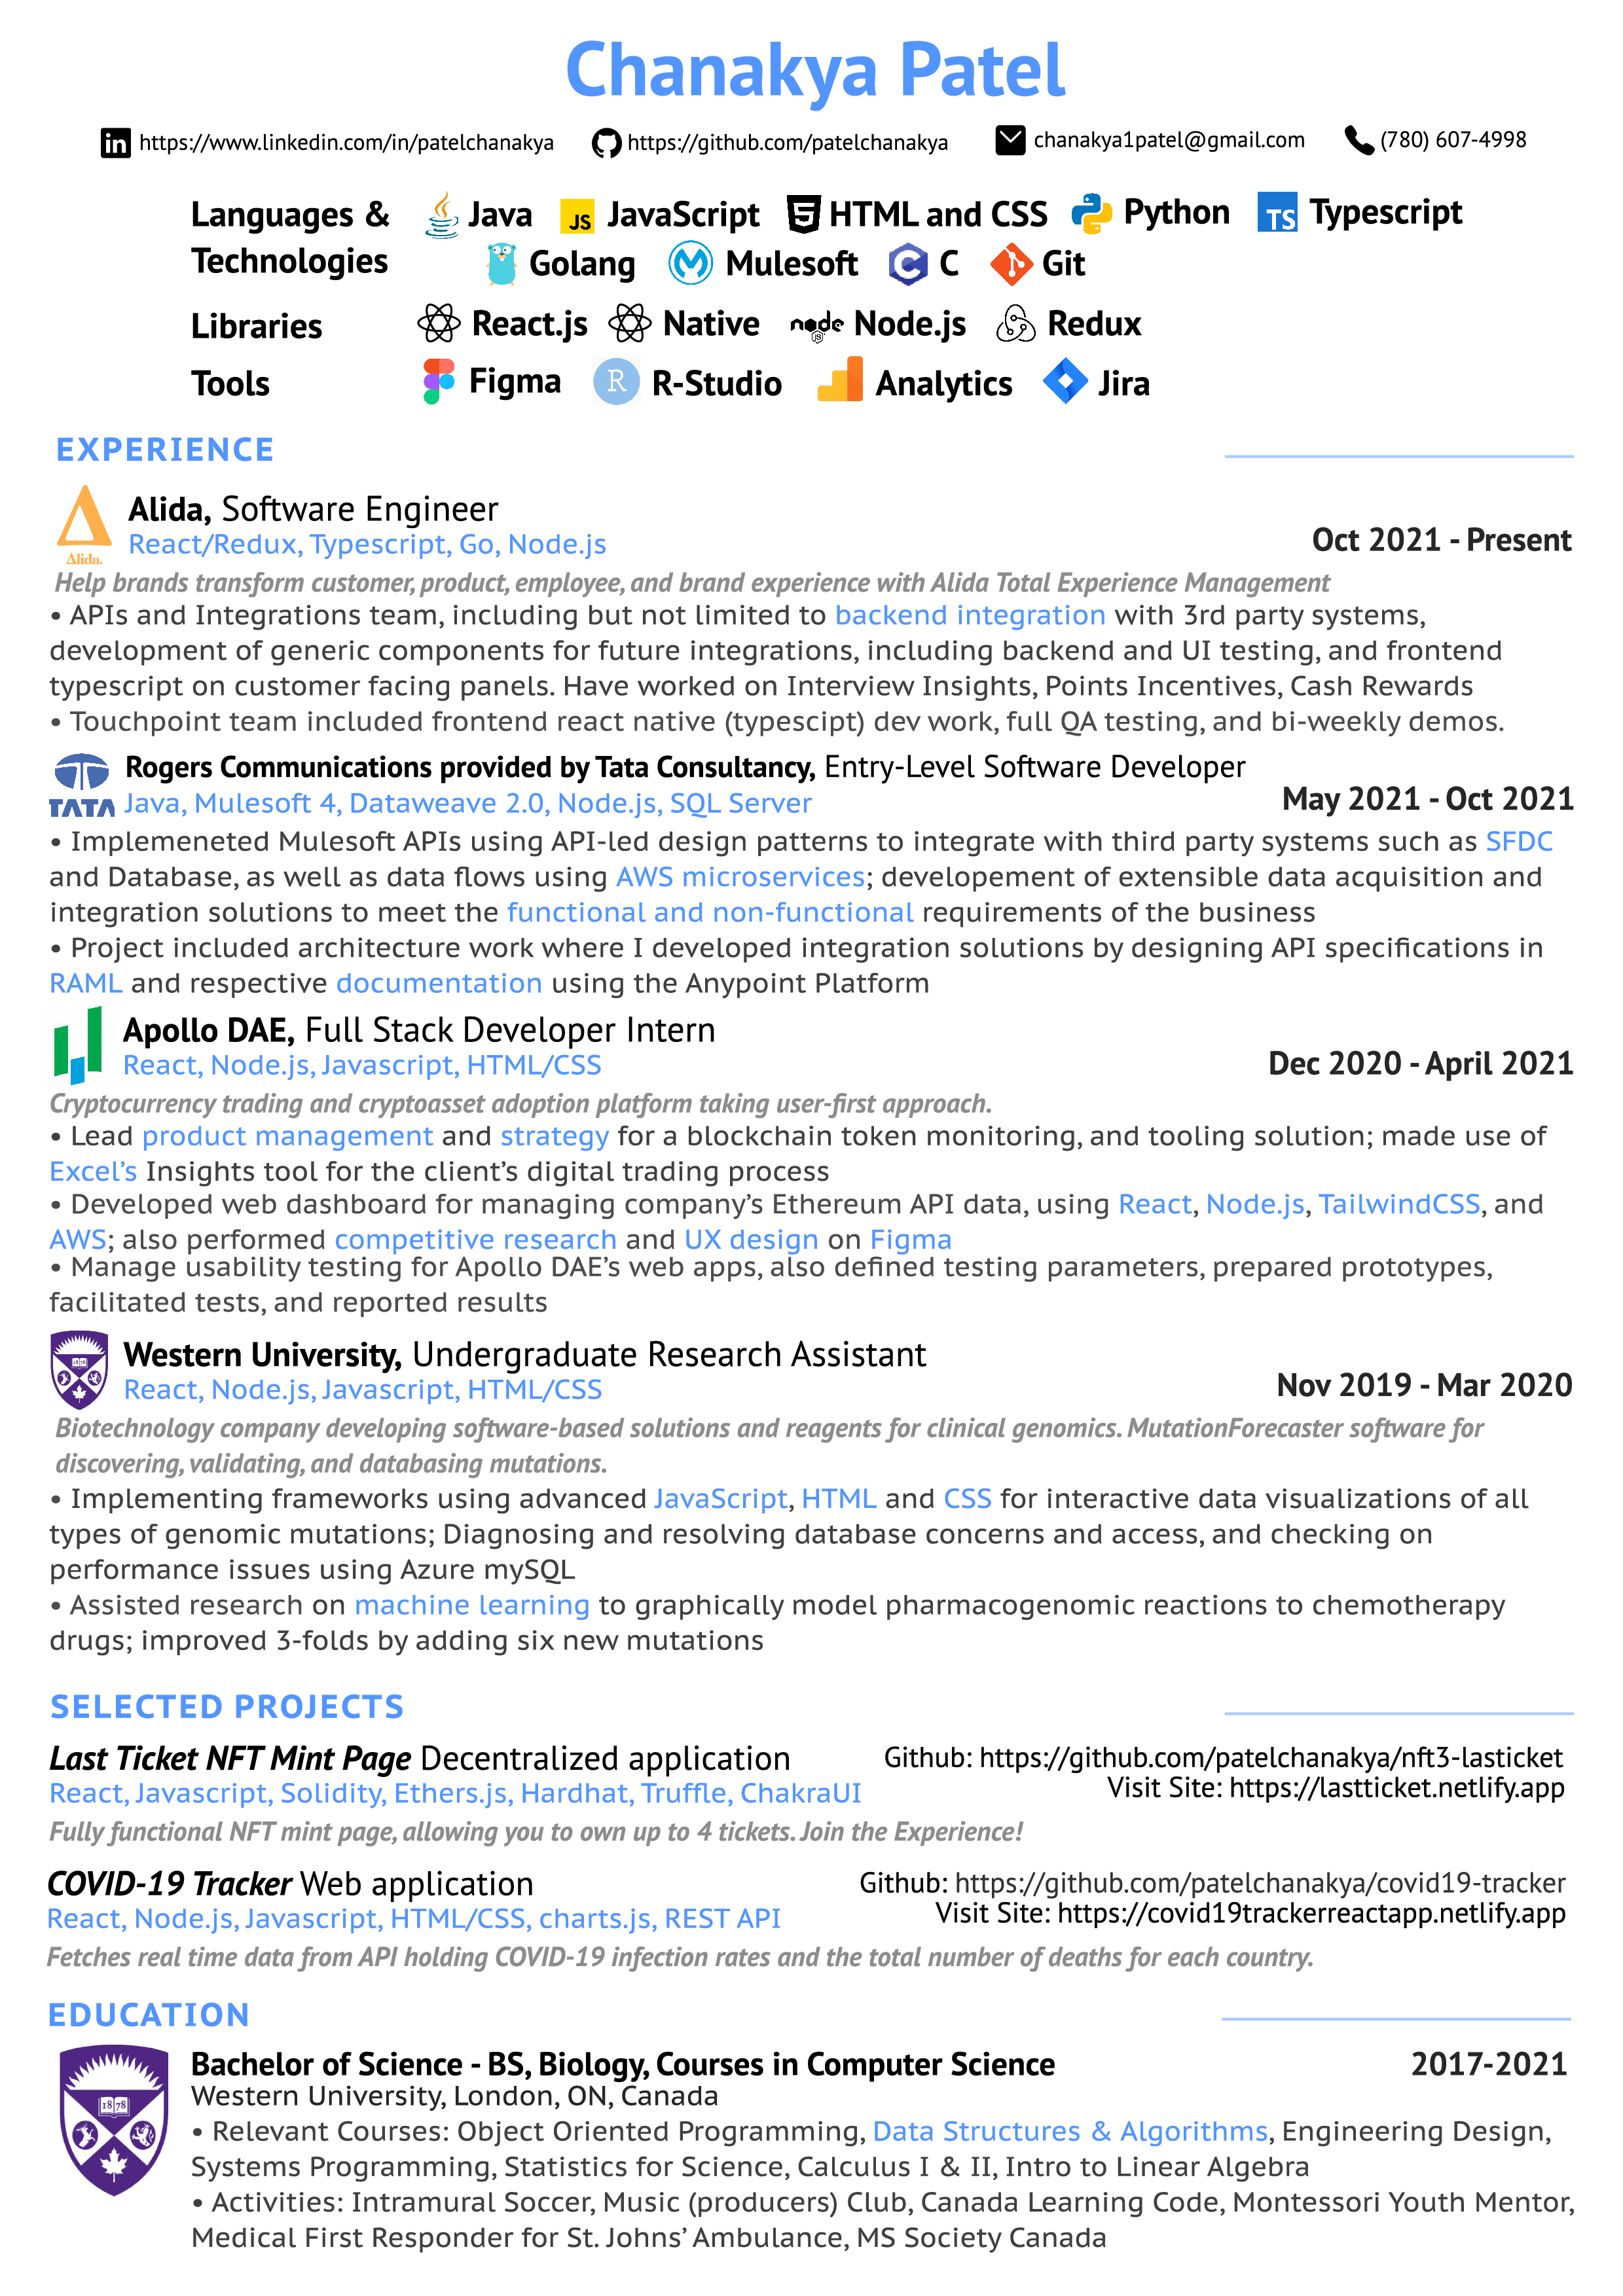 Chanakya Patel
https://www.linkedin.com/in/patelchanakya https://github.com/patelchanakya chanakya1patel@gmail.com (780) 607-4998
Languages & Java JS JavaScript 5 HTML and CSS Python TS Typescript
Technologies Golang Mulesoft C C Git
Libraries React.js Native node JS Node.js Redux
Tools Figma R R-Studio Analytics Jira
EXPERIENCE
Alida, Software Engineer
React/Redux, Typescript, Go, Node.js Oct 2021 - Present
Alida.
Help brands transform customer, product, employee, and brand experience with Alida Total Experience Management
• APIs and Integrations team, including but not limited to backend integration with 3rd party systems,
development of generic components for future integrations, including backend and UI testing, and frontend
typescript on customer facing panels. Have worked on Interview Insights, Points Incentives, Cash Rewards
• Touchpoint team included frontend react native (typescipt) dev work, full QA testing, and bi-weekly demos.
Rogers Communications provided by Tata Consultancy, Entry-Level Software Developer
TATA Java, Mulesoft 4, Dataweave 2.0, Node.js, SQL Server May 2021 - Oct 2021
• Implemeneted Mulesoft APIs using API-led design patterns to integrate with third party systems such as SFDC
and Database, as well as data flows using AWS microservices; developement of extensible data acquisition and
integration solutions to meet the functional and non-functional requirements of the business
• Project included architecture work where I developed integration solutions by designing API specifications in
RAML and respective documentation using the Anypoint Platform
Apollo DAE, Full Stack Developer Intern
React, Node.js, Javascript, HTML/CSS Dec 2020 - April 2021
Cryptocurrency trading and cryptoasset adoption platform taking user-first approach.
• Lead product management and strategy for a blockchain token monitoring, and tooling solution; made use of
Excel's Insights tool for the client's digital trading process
• Developed web dashboard for managing company's Ethereum API data, using React, Node.js, TailwindCSS, and
AWS; also performed competitive research and UX design on Figma
• Manage usability testing for Apollo DAE's web apps, also defined testing parameters, prepared prototypes,
facilitated tests, and reported results
Western University, Undergraduate Research Assistant
React, Node.js, Javascript, HTML/CSS Nov 2019 - Mar 2020
Biotechnology company developing software-based solutions and reagents for clinical genomics. MutationForecaster software for
discovering, validating, and databasing mutations.
• Implementing frameworks using advanced JavaScript, HTML and CSS for interactive data visualizations of all
types of genomic mutations; Diagnosing and resolving database concerns and access, and checking on
performance issues using Azure mySQL
• Assisted research on machine learning to graphically model pharmacogenomic reactions to chemotherapy
drugs; improved 3-folds by adding six new mutations
SELECTED PROJECTS
Last Ticket NFT Mint Page Decentralized application Github: https://github.com/patelchanakya/nft3-lasticket
React, Javascript, Solidity, Ethers.js, Hardhat, Truffle, ChakraUI Visit Site: https://lastticket.netlify.app
Fully functional NFT mint page, allowing you to own up to 4 tickets. Join the Experience!
COVID-19 Tracker Web application Github: https://github.com/patelchanakya/covid19-tracker
React, Node.js, Javascript, HTML/CSS, charts.js, REST API Visit Site: https://covid19trackerreactapp.netlify.app
Fetches real time data from API holding COVID-19 infection rates and the total number of deaths for each country.
EDUCATION
Bachelor of Science - BS, Biology, Courses in Computer Science 2017-2021
Western University, London, ON, Canada
1878
• Relevant Courses: Object Oriented Programming, Data Structures & Algorithms, Engineering Design,
Systems Programming, Statistics for Science, Calculus I & II, Intro to Linear Algebra
• Activities: Intramural Soccer, Music (producers) Club, Canada Learning Code, Montessori Youth Mentor,
Medical First Responder for St. Johns' Ambulance, MS Society Canada